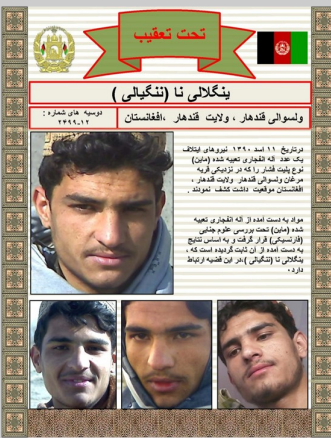 تحت تعقیب
ینگلالی نا (ننگیالی )
دوسیه های شماره :
۱۲_۲۴۹۹
ولسوالی قندهار ، ولایت قندهار ،افغانستان
درتاریخ ۱۱ اسد ۱۳۹۰ نیروهای ایتلاف
یک عدد آله انفجاری تعبیه شده (ماین)
نوع پلیت فشار را که در نزدیکی قریه
مرغان ولسوالی قندهار ولایت قندهار ،
افغانستان موقعیت داشت کشف نمودند .
مواد به دست آمده از آله انفجاری تعبیه
شده (ماین) تحت بررسی علوم جنایی
(فارنسیکی) قرار گرفت و به اساس نتایج
به دست آمده از آن ثابت گردیده است که ،
ینگلالی نا (ننگیالی )،در این قضیه ارتباط
دارد.